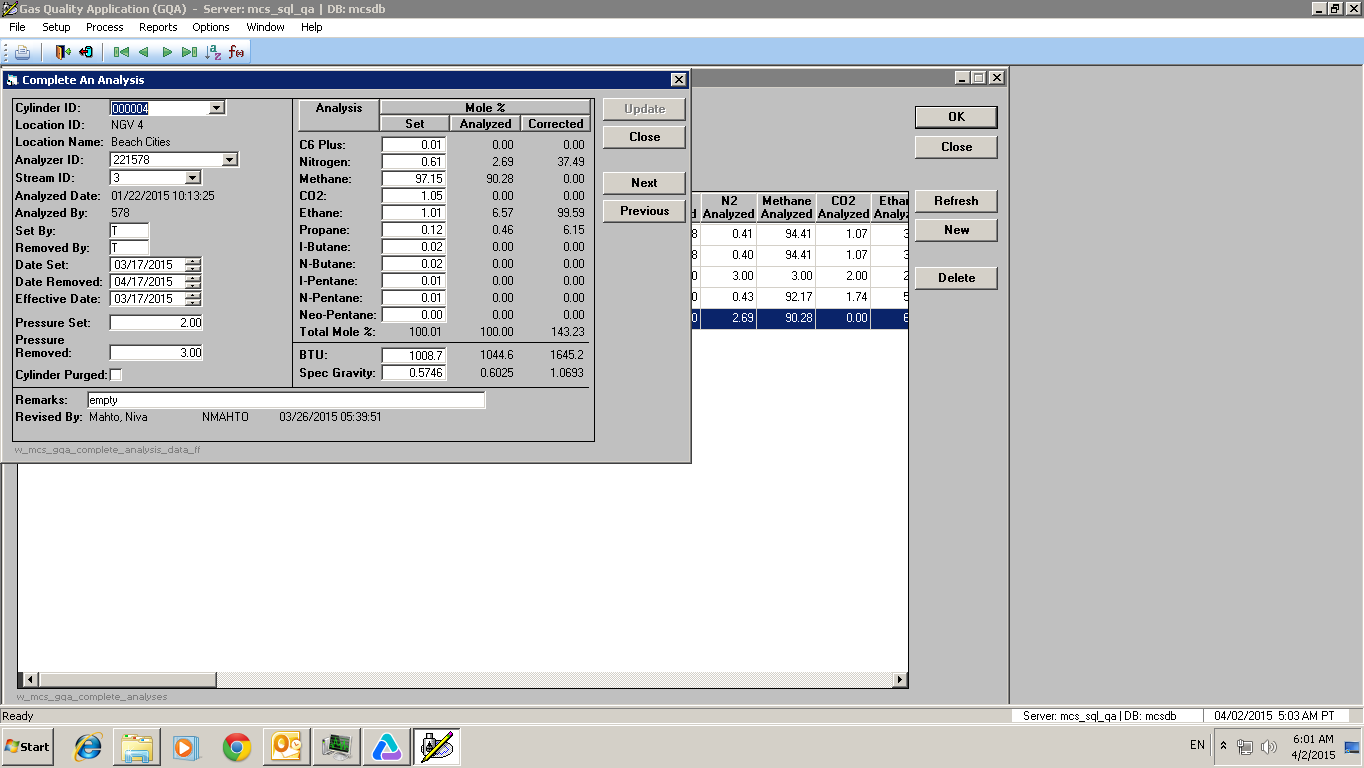 Gas Quality Application (GQA) - Server: mcs_sql_qa | DB: mcsdb
File Setup Process Reports Options Window Help
Complete An Analysis
Cylinder ID: 000004
Location ID: NGV 4
Location Name: Beach Cities
Analyzer ID: 221578
Stream ID: 3
Analyzed Date: 01/22/2015 10:13:25
Analyzed By: 578
Set By: T
Removed By: T
Date Set: 03/17/2015
Date Removed: 04/17/2015
Effective Date: 03/17/2015
Pressure Set: 2.00
Pressure
Removed: 3.00
Cylinder Purged:
Analysis Mole %
Set Analyzed Corrected
C6 Plus: 0.01 0.00 0.00
Nitrogen: 0.61 2.69 37.49
Methane: 97.15 90.28 0.00
CO2: 1.05 0.00 0.00
Ethane: 1.01 6.57 99.59
Propane: 0.12 0.46 6.15
I-Butane: 0.02 0.00 0.00
N-Butane: 0.02 0.00 0.00
I-Pentane: 0.01 0.00 0.00
N-Pentane: 0.01 0.00 0.00
Neo-Pentane: 0.00 0.00 0.00
Total Mole %: 100.01 100.00 143.23
BTU: 1008.7 1044.6 1645.2
Spec Gravity: 0.5746 0.6025 1.0693
Remarks: empty
Revised By: Mahto, Niva NMAHTO 03/26/2015 05:39:51
w_mcs_gqa_complete_analysis_data_ff
Update
Close
Next
Previous
OK
Close
Refresh
New
Delete
N2 Methane CO2
Analyzed Analyzed Analyzed
0.41 94.41 1.07
0.40 94.41 1.07
3.00 3.00 2.00
0.43 92.17 1.74
2.69 90.28 0.00
w_mcs_gqa_complete_analyses
Ready Server: mcs_sql_qa | DB: mcsdb 04/02/2015 5:03 AM PT
Start EN 6:01 AM
4/2/2015